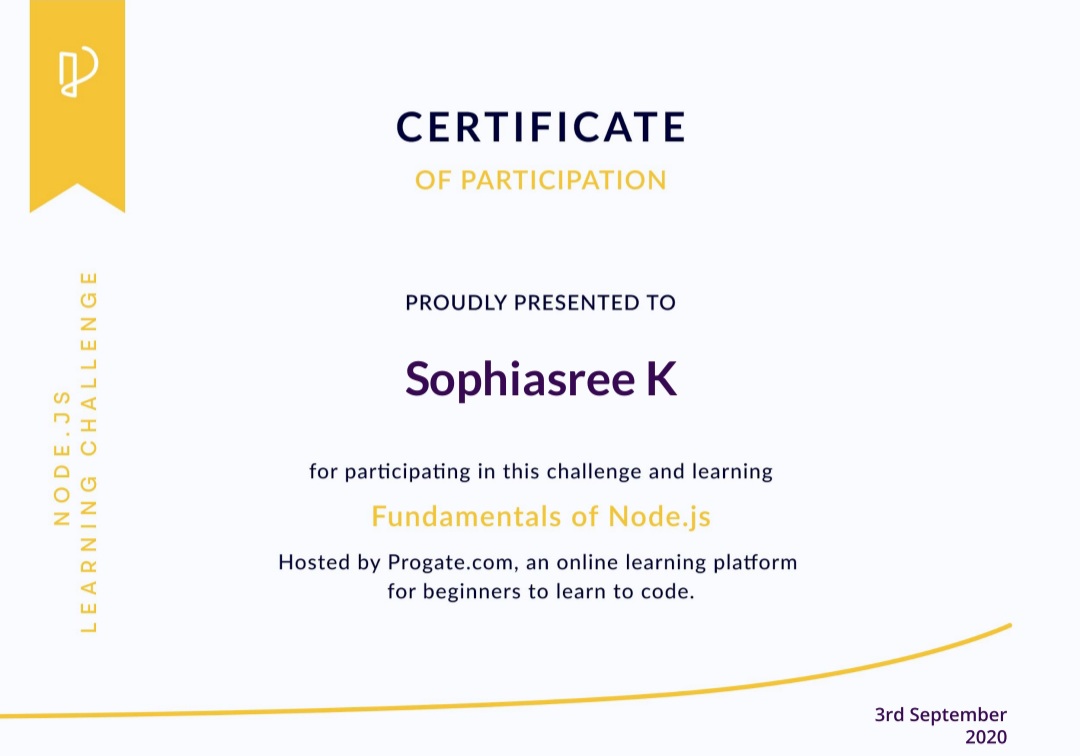 CERTIFICATE
OF PARTICIPATION
PROUDLY PRESENTED TO
Sophiasree K
for participating in this challenge and learning
Fundamentals of Node.js
Hosted by Progate.com, an online learning platform
for beginners to learn to code.
NODE.JS
LEARNING CHALLENGE
3rd September
2020